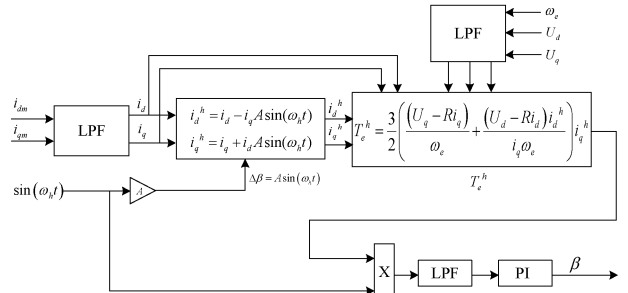 ω_e
U_d
U_q
LPF
i_dm
i_qm
LPF
i_d
i_q
i_d^h = i_d − i_q A sin(ω_h t)
i_q^h = i_q + i_d A sin(ω_h t)
i_d^h
i_q^h
T_e^h = 3/2 ( (U_q − Ri_q)/ω_e + (U_d − Ri_d)i_d^h / i_q ω_e ) i_q^h
T_e^h
sin(ω_h t)
A
Δβ = A sin(ω_h t)
X
LPF
PI
β